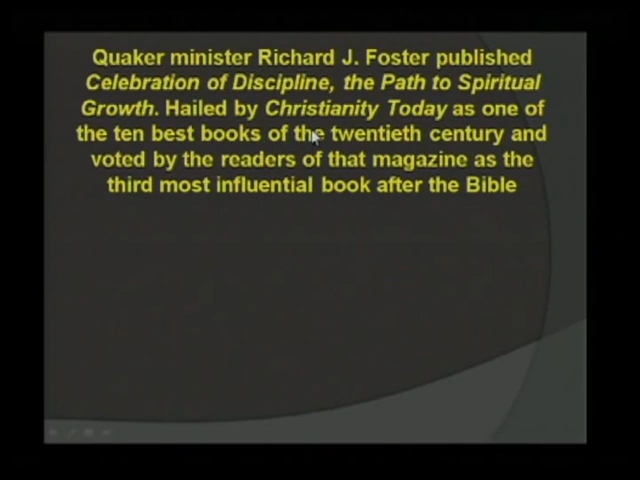 Quaker minister Richard J. Foster published
Celebration of Discipline, the Path to Spiritual
Growth. Hailed by Christianity Today as one of
the ten best books of the twentieth century and
voted by the readers of that magazine as the
third most influential book after the Bible